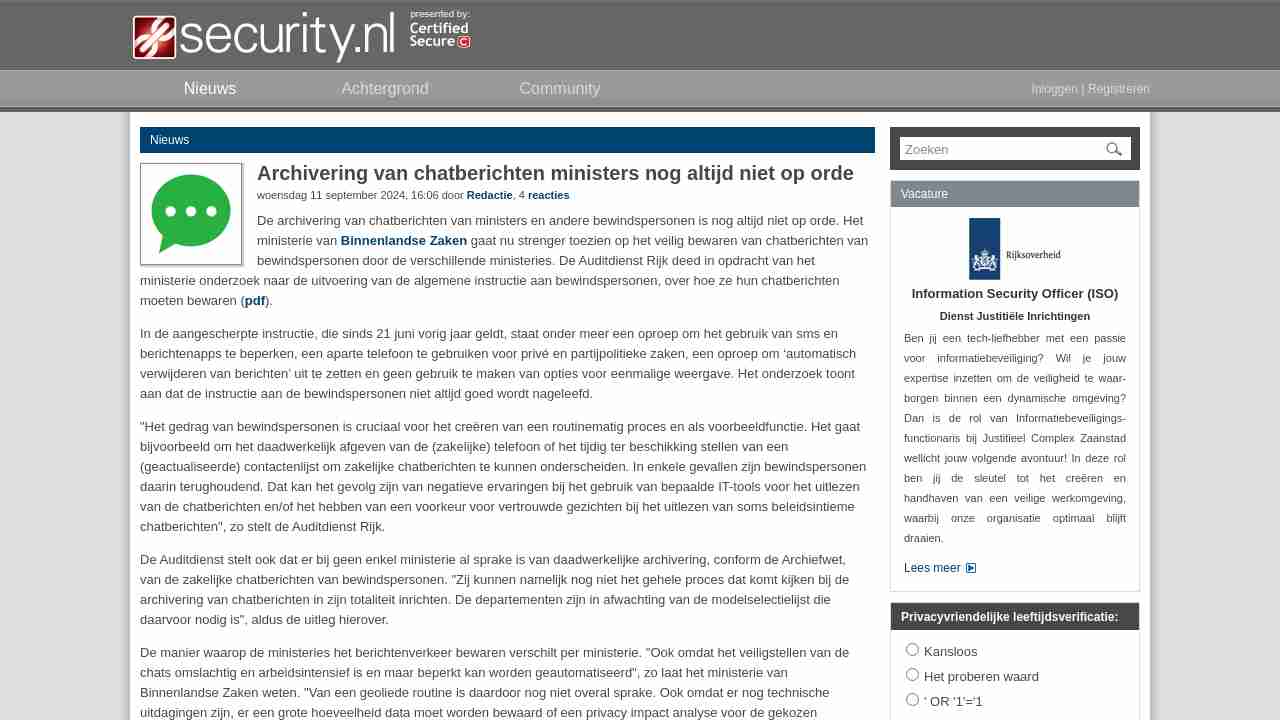 security.nl
presented by:
Certified
Secure
Nieuws
Achtergrond
Community
Inloggen | Registreren
Nieuws
Archivering van chatberichten ministers nog altijd niet op orde
woensdag 11 september 2024, 16:06 door Redactie, 4 reacties
De archivering van chatberichten van ministers en andere bewindspersonen is nog altijd niet op orde. Het
ministerie van Binnenlandse Zaken gaat nu strenger toezien op het veilig bewaren van chatberichten van
bewindspersonen door de verschillende ministeries. De Auditdienst Rijk deed in opdracht van het
ministerie onderzoek naar de uitvoering van de algemene instructie aan bewindspersonen, over hoe ze hun chatberichten
moeten bewaren (pdf).
In de aangescherpte instructie, die sinds 21 juni vorig jaar geldt, staat onder meer een oproep om het gebruik van sms en
berichtenapps te beperken, een aparte telefoon te gebruiken voor privé en partijpolitieke zaken, een oproep om ‘automatisch
verwijderen van berichten’ uit te zetten en geen gebruik te maken van opties voor eenmalige weergave. Het onderzoek toont
aan dat de instructie aan de bewindspersonen niet altijd goed wordt nageleefd.
"Het gedrag van bewindspersonen is cruciaal voor het creëren van een routinematig proces en als voorbeeldfunctie. Het gaat
bijvoorbeeld om het daadwerkelijk afgeven van de (zakelijke) telefoon of het tijdig ter beschikking stellen van een
(geactualiseerde) contactenlijst om zakelijke chatberichten te kunnen onderscheiden. In enkele gevallen zijn bewindspersonen
daarin terughoudend. Dat kan het gevolg zijn van negatieve ervaringen bij het gebruik van bepaalde IT-tools voor het uitlezen
van de chatberichten en/of het hebben van een voorkeur voor vertrouwde gezichten bij het uitlezen van soms beleidsintieme
chatberichten", zo stelt de Auditdienst Rijk.
De Auditdienst stelt ook dat er bij geen enkel ministerie al sprake is van daadwerkelijke archivering, conform de Archiefwet,
van de zakelijke chatberichten van bewindspersonen. "Zij kunnen namelijk nog niet het gehele proces dat komt kijken bij de
archivering van chatberichten in zijn totaliteit inrichten. De departementen zijn in afwachting van de modelselectielijst die
daarvoor nodig is", aldus de uitleg hierover.
De manier waarop de ministeries het berichtenverkeer bewaren verschilt per ministerie. "Ook omdat het veiligstellen van de
chats omslachtig en arbeidsintensief is en maar beperkt kan worden geautomatiseerd", zo laat het ministerie van
Binnenlandse Zaken weten. "Van een geoliede routine is daardoor nog niet overal sprake. Ook omdat er nog technische
uitdagingen zijn, er een grote hoeveelheid data moet worden bewaard of een privacy impact analyse voor de gekozen
Zoeken
Vacature
Rijksoverheid
Information Security Officer (ISO)
Dienst Justitiële Inrichtingen
Ben jij een tech-liefhebber met een passie
voor informatiebeveiliging? Wil je jouw
expertise inzetten om de veiligheid te waar-
borgen binnen een dynamische omgeving?
Dan is de rol van Informatiebeveiligings-
functionaris bij Justitieel Complex Zaanstad
wellicht jouw volgende avontuur! In deze rol
ben jij de sleutel tot het creëren en
handhaven van een veilige werkomgeving,
waarbij onze organisatie optimaal blijft
draaien.
Lees meer
Privacyvriendelijke leeftijdsverificatie:
Kansloos
Het proberen waard
' OR '1'='1